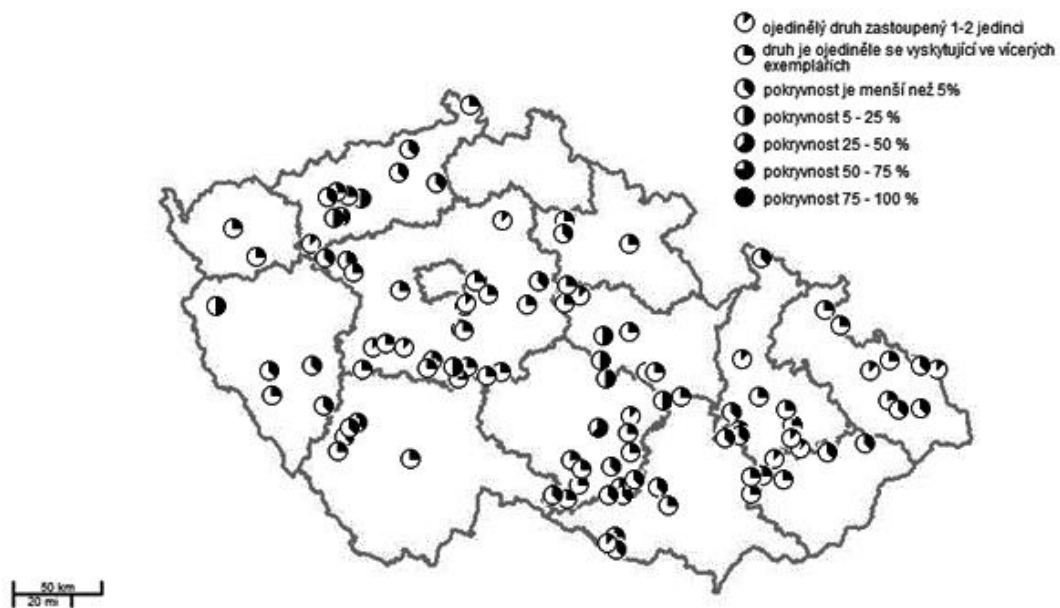 ojedinělý druh zastoupený 1-2 jedinci
druh je ojediněle se vyskytující ve vícerých
exemplářích
pokryvnost je menší než 5%
pokryvnost 5 - 25 %
pokryvnost 25 - 50 %
pokryvnost 50 - 75 %
pokryvnost 75 - 100 %
50 km
20 mi